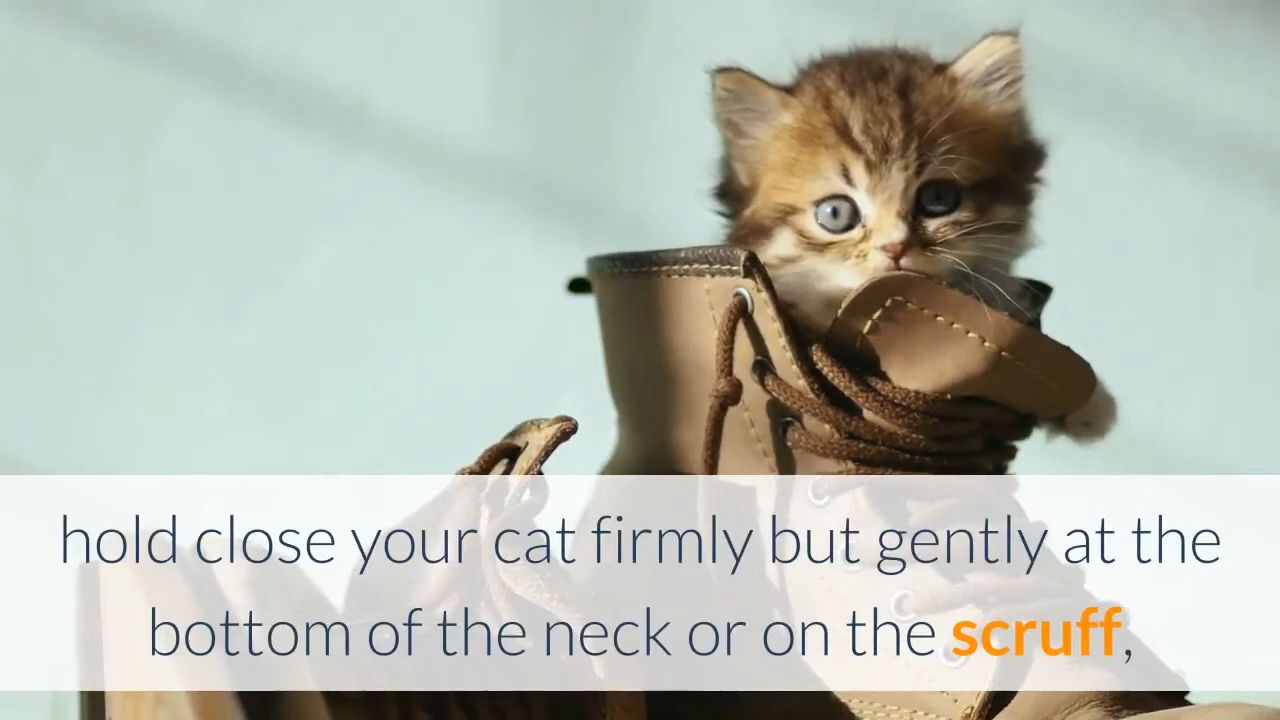 hold close your cat firmly but gently at the
bottom of the neck or on the scruff,